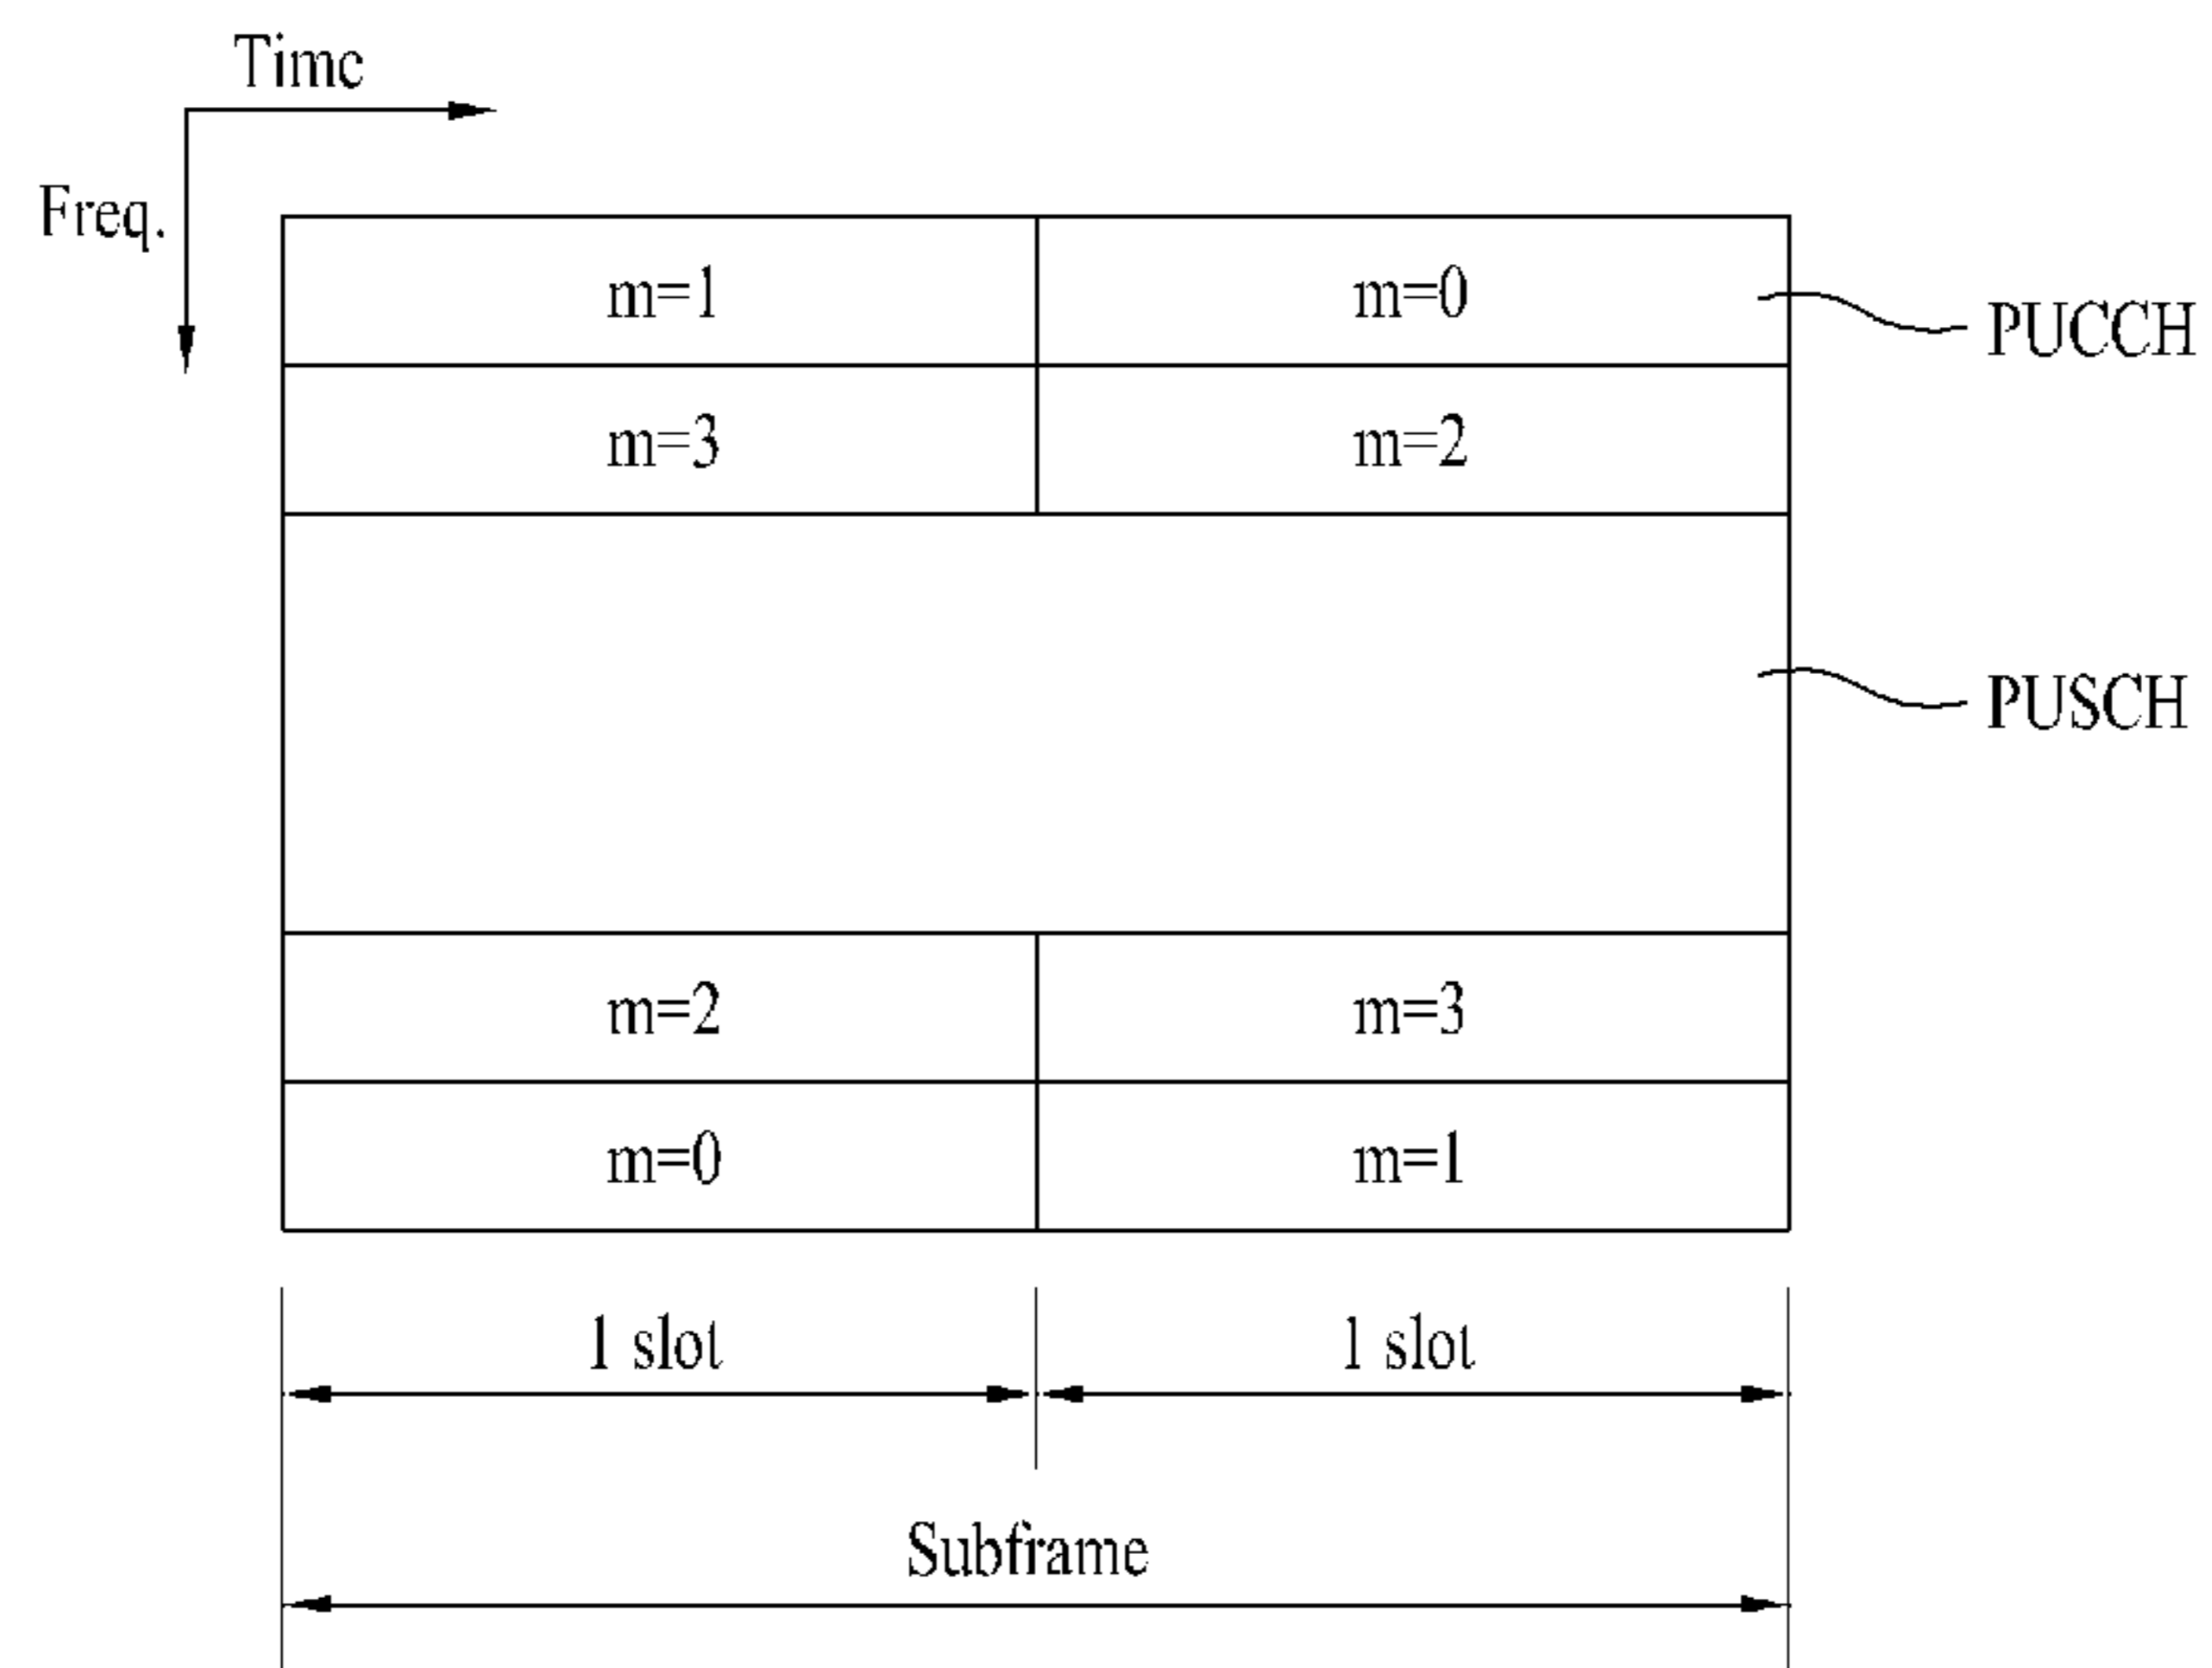 Time
Freq.
m=1 m=0
PUCCH
m=3 m=2
PUSCH
m=2 m=3
m=0 m=1
1 slot 1 slot
Subframe